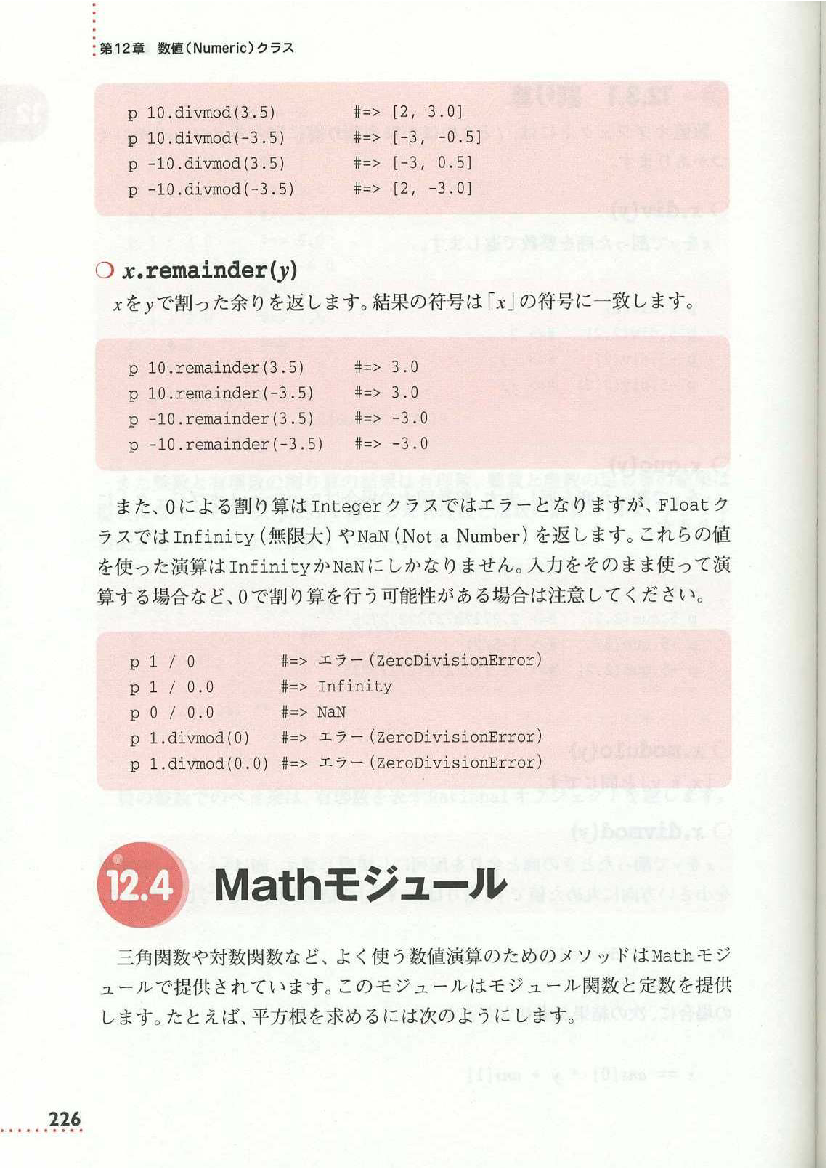 第12章 数値(Numeric)クラス
p 10.divmod(3.5) #=> [2, 3.0]
p 10.divmod(-3.5) #=> [-3, -0.5]
p -10.divmod(3.5) #=> [-3, 0.5]
p -10.divmod(-3.5) #=> [2, -3.0]
○ x.remainder(y)
xをyで割った余りを返します。結果の符号は「x」の符号に一致します。
p 10.remainder(3.5) #=> 3.0
p 10.remainder(-3.5) #=> 3.0
p -10.remainder(3.5) #=> -3.0
p -10.remainder(-3.5) #=> -3.0
また、0による割り算はIntegerクラスではエラーとなりますが、Floatク
ラスではInfinity(無限大)やNaN(Not a Number)を返します。これらの値
を使った演算はInfinityかNaNにしかなりません。入力をそのまま使って演
算する場合など、0で割り算を行う可能性がある場合は注意してください。
p 1 / 0 #=> エラー(ZeroDivisionError)
p 1 / 0.0 #=> Infinity
p 0 / 0.0 #=> NaN
p 1.divmod(0) #=> エラー(ZeroDivisionError)
p 1.divmod(0.0) #=> エラー(ZeroDivisionError)
12.4 Mathモジュール
三角関数や対数関数など、よく使う数値演算のためのメソッドはMathモジ
ュールで提供されています。このモジュールはモジュール関数と定数を提供
します。たとえば、平方根を求めるには次のようにします。
226